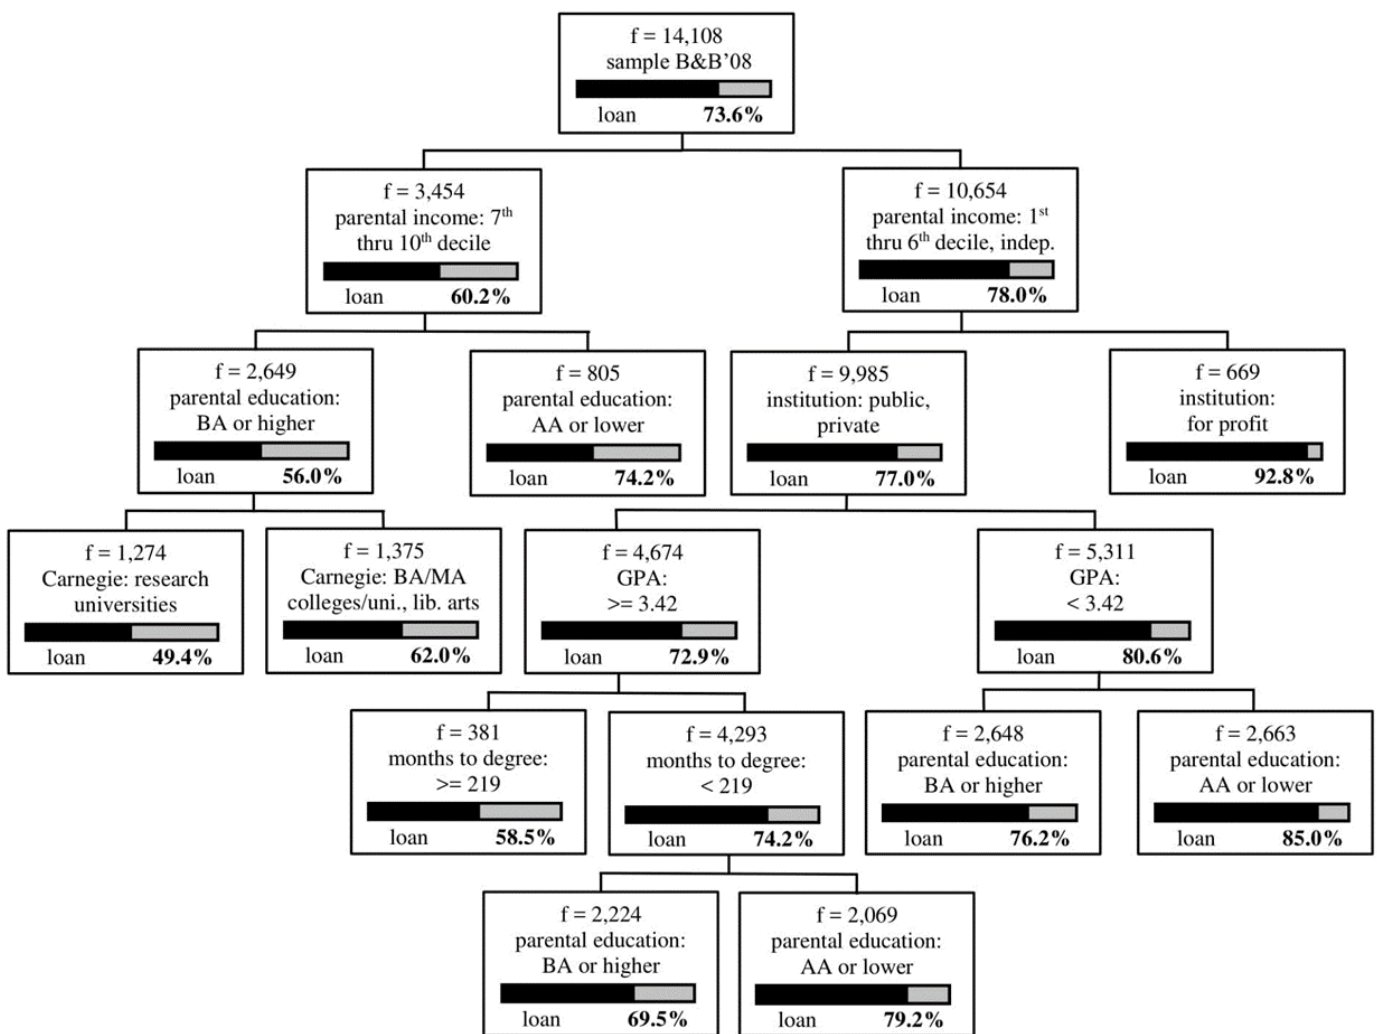 f = 14,108
sample B&B’08
loan 73.6%
f = 3,454
parental income: 7th
thru 10th decile
loan 60.2%
f = 10,654
parental income: 1st
thru 6th decile, indep.
loan 78.0%
f = 2,649
parental education:
BA or higher
loan 56.0%
f = 805
parental education:
AA or lower
loan 74.2%
f = 9,985
institution: public,
private
loan 77.0%
f = 669
institution:
for profit
loan 92.8%
f = 1,274
Carnegie: research
universities
loan 49.4%
f = 1,375
Carnegie: BA/MA
colleges/uni., lib. arts
loan 62.0%
f = 4,674
GPA:
>= 3.42
loan 72.9%
f = 5,311
GPA:
< 3.42
loan 80.6%
f = 381
months to degree:
>= 219
loan 58.5%
f = 4,293
months to degree:
< 219
loan 74.2%
f = 2,648
parental education:
BA or higher
loan 76.2%
f = 2,663
parental education:
AA or lower
loan 85.0%
f = 2,224
parental education:
BA or higher
loan 69.5%
f = 2,069
parental education:
AA or lower
loan 79.2%